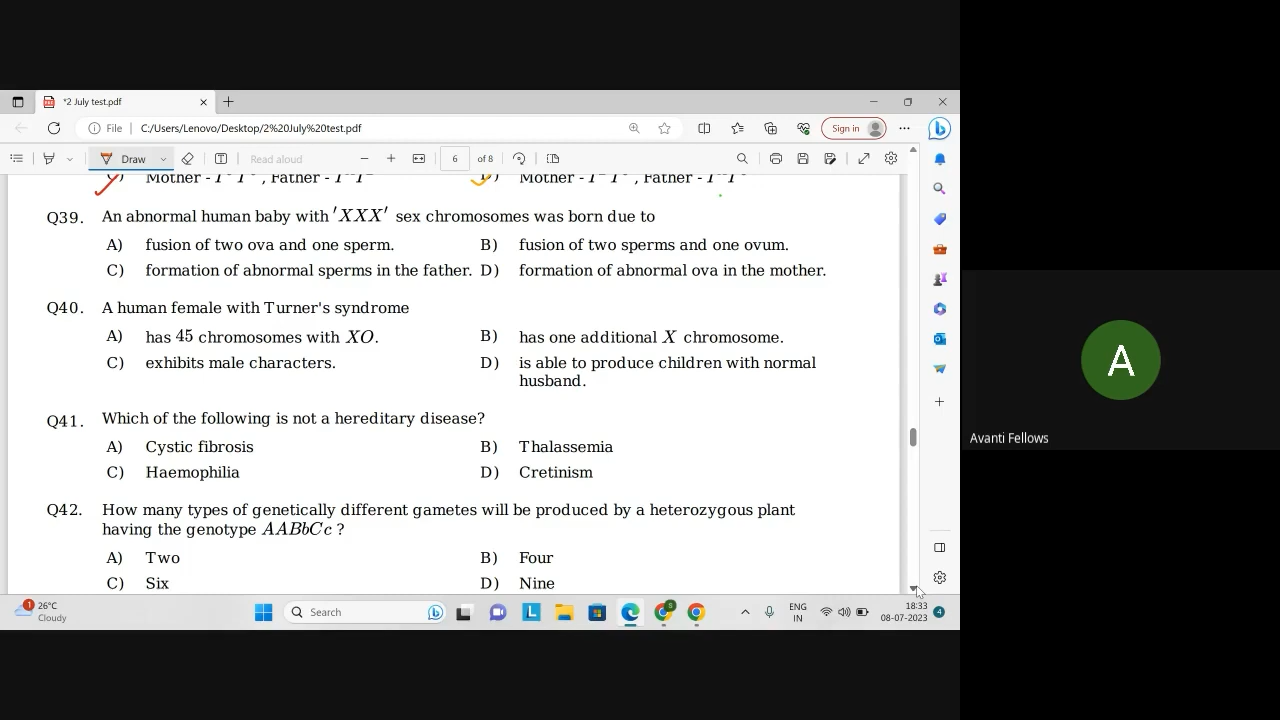 *2 July test.pdf
File C:/Users/Lenovo/Desktop/2%20July%20test.pdf Sign in
Draw Read aloud 6 of 8
Mother - , Father - D) Mother - , Father -
Q39. An abnormal human baby with 'XXX' sex chromosomes was born due to
A) fusion of two ova and one sperm. B) fusion of two sperms and one ovum.
C) formation of abnormal sperms in the father. D) formation of abnormal ova in the mother.
Q40. A human female with Turner's syndrome
A) has 45 chromosomes with XO. B) has one additional X chromosome.
C) exhibits male characters. D) is able to produce children with normal
husband.
Q41. Which of the following is not a hereditary disease?
A) Cystic fibrosis B) Thalassemia
C) Haemophilia D) Cretinism
Q42. How many types of genetically different gametes will be produced by a heterozygous plant
having the genotype AABbCc ?
A) Two B) Four
C) Six D) Nine
A
Avanti Fellows
1 26°C
Cloudy
Search
L
S
ENG
IN
18:33
08-07-2023
4